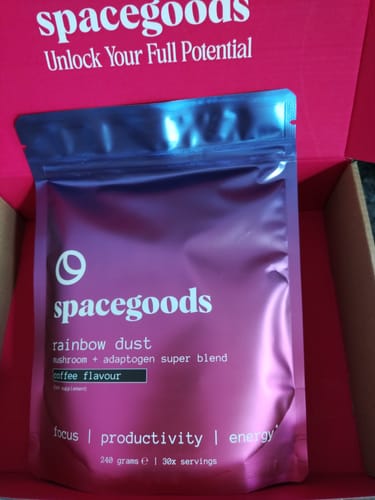 spacegoods
Unlock Your Full Potential
spacegoods
rainbow dust
mushroom + adaptogen super blend
coffee flavour
supplement)
focus | productivity | energy*
240 grams ℮ | 30x servings